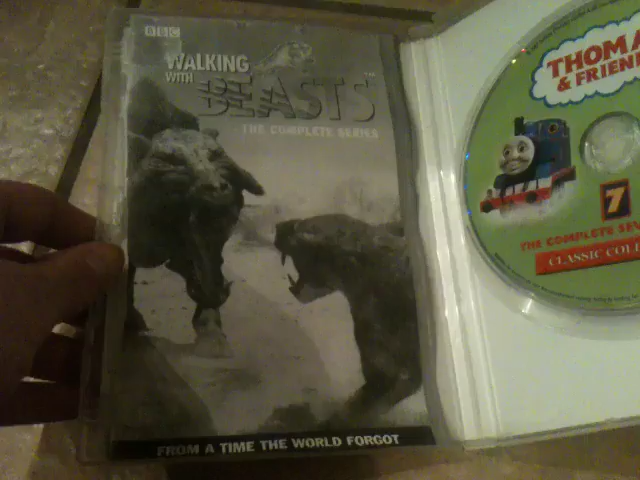 BBC
WALKING
WITH
BEASTS
THE COMPLETE SERIES
FROM A TIME THE WORLD FORGOT
THOMA
& FRIEN
7
THE COMPLETE SEV
CLASSIC COLL